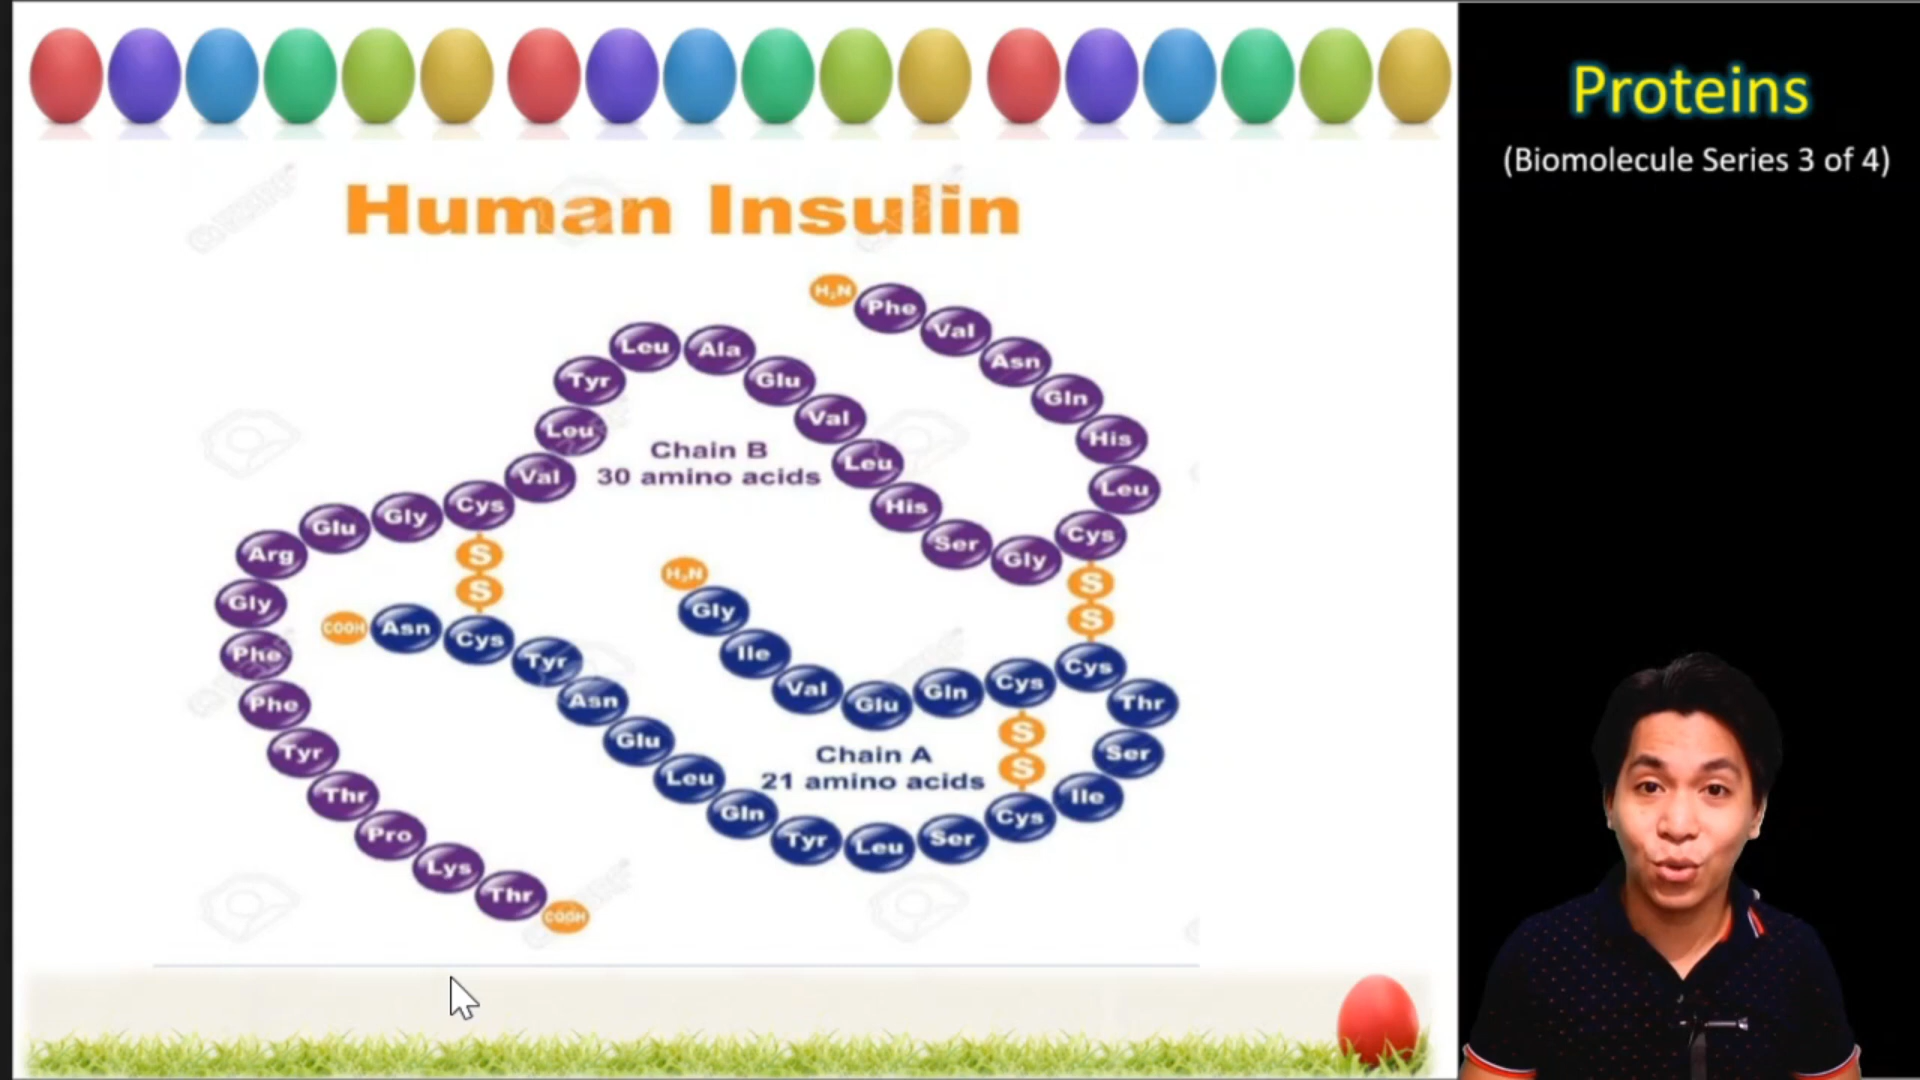 Proteins
(Biomolecule Series 3 of 4)
Human Insulin
H₂N Phe Val Asn Gln His Leu Cys Gly Ser His Leu Val Glu Ala Leu Tyr Leu Val Cys Gly Glu Arg Gly Phe Phe Tyr Thr Pro Lys Thr COOH
Chain B
30 amino acids
S
S
S
S
H₂N Gly Ile Val Glu Gln Cys Cys Thr Ser Ile Cys Ser Leu Tyr Gln Leu Glu Asn Tyr Cys Asn COOH
Chain A
21 amino acids
S
S